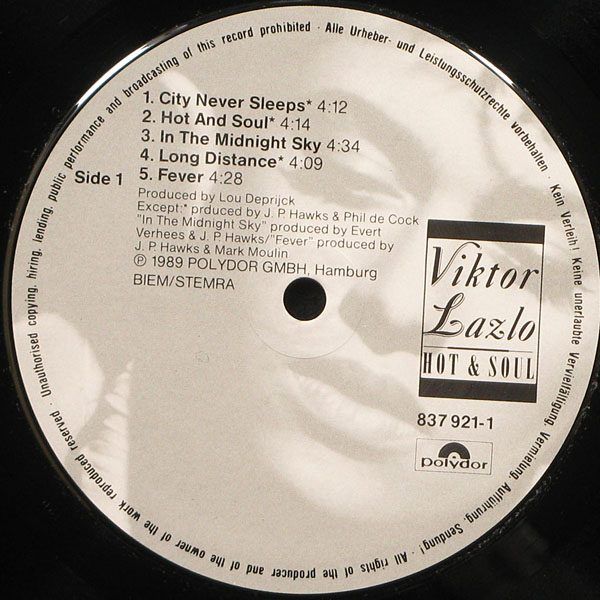 1. City Never Sleeps* 4:12
2. Hot And Soul* 4:14
3. In The Midnight Sky 4:34
4. Long Distance* 4:09
5. Fever 4:28
Side 1
Produced by Lou Deprijck
Except:* prduced by J. P. Hawks & Phil de Cock
"In The Midnight Sky" produced by Evert
Verhees & J. P. Hawks/"Fever" produced by
J. P. Hawks & Mark Moulin
℗ 1989 POLYDOR GMBH, Hamburg
BIEM/STEMRA
Viktor
Lazlo
HOT & SOUL
837 921-1
polydor
Alle Urheber- und Leistungsschutzrechte vorbehalten · Kein Verleih! Keine unerlaubte Vervielfältigung, Vermietung, Aufführung, Sendung! · All rights of the producer and of the owner of the work reproduced reserved · Unauthorised copying, hiring, lending, public performance and broadcasting of this record prohibited ·